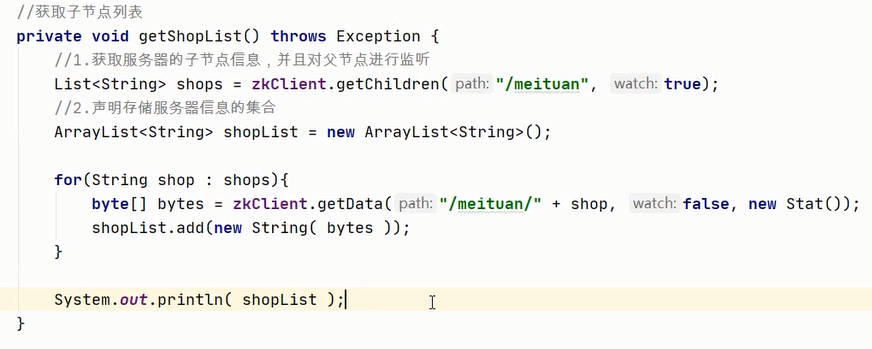 //获取子节点列表
private void getShopList() throws Exception {
//1.获取服务器的子节点信息，并且对父节点进行监听
List<String> shops = zkClient.getChildren( path: "/meituan", watch: true);
//2.声明存储服务器信息的集合
ArrayList<String> shopList = new ArrayList<String>();
for(String shop : shops){
byte[] bytes = zkClient.getData( path: "/meituan/" + shop, watch: false, new Stat());
shopList.add(new String( bytes ));
}
System.out.println( shopList );
}